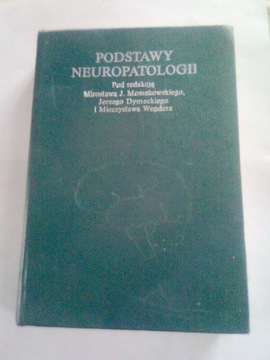 PODSTAWY
NEUROPATOLOGII
Pod redakcją
Mirosława J. Mossakowskiego,
Jerzego Dymeckiego
i Mieczysława Wendera